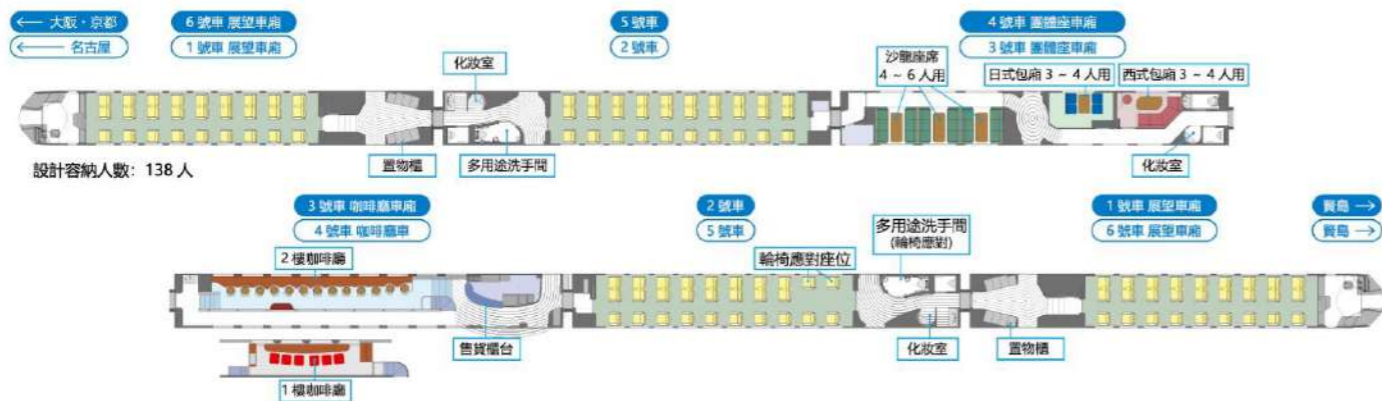 ← 大阪・京都
6 號車 展望車廂
5 號車
4 號車 團體座車廂
← 名古屋
1 號車 展望車廂
2 號車
3 號車 團體座車廂
化妝室
沙龍座席
4 ~ 6 人用
日式包廂 3 ~ 4 人用
西式包廂 3 ~ 4 人用
置物櫃
多用途洗手間
化妝室
設計容納人數：138 人
3 號車 咖啡廳車廂
2 號車
1 號車 展望車廂
賢島 →
4 號車 咖啡廳車
5 號車
6 號車 展望車廂
賢島 →
2 樓咖啡廳
輪椅應對座位
多用途洗手間
(輪椅應對)
售貨櫃台
化妝室
置物櫃
1 樓咖啡廳